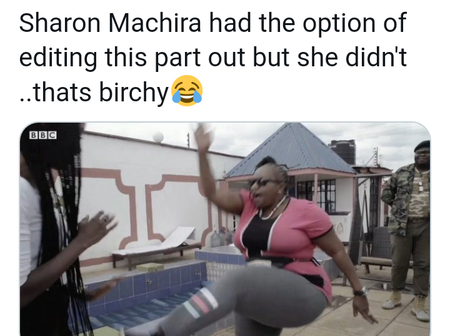 Sharon Machira had the option of
editing this part out but she didn't
..thats birchy😂
BBC